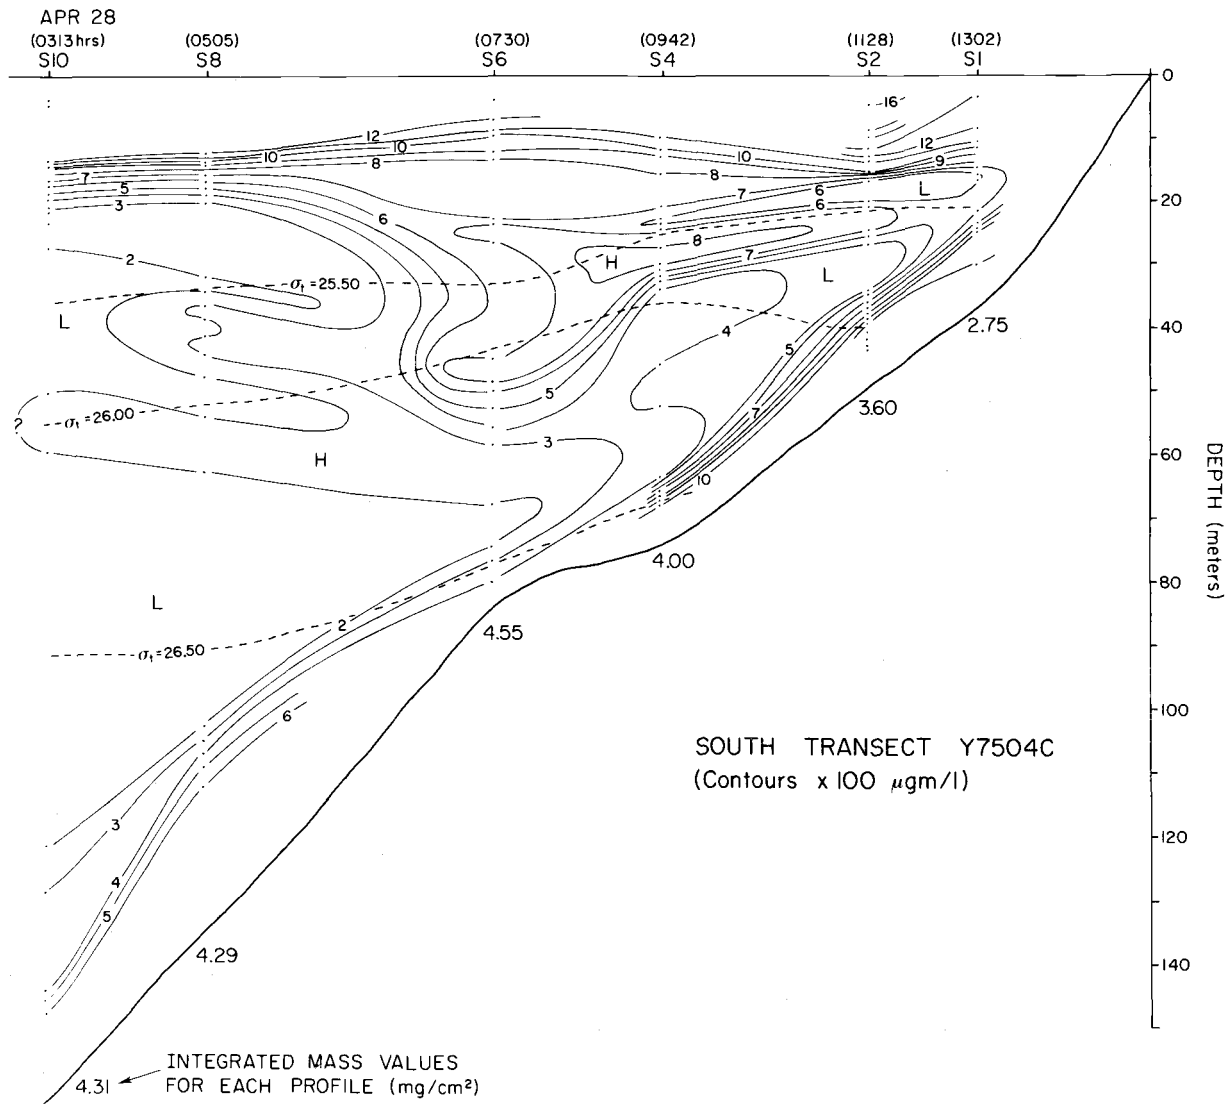 APR 28
(0313hrs) (0505) (0730) (0942) (1128) (1302)
S10 S8 S6 S4 S2 S1
0
16
12 12
10 10 10 9
8 8
7 7 6 L
5 6 6
3
20
8
2 H 7 L
σt=25.50
L 4
40
5 2.75
5
σt=26.00
2 7 3.60
3
H
60
10
DEPTH (meters)
4.00
L 80
2 4.55
σt=26.50
100
6
SOUTH TRANSECT Y7504C
(Contours x 100 μgm/l)
3 120
4
5
4.29 140
INTEGRATED MASS VALUES
4.31 FOR EACH PROFILE (mg/cm²)